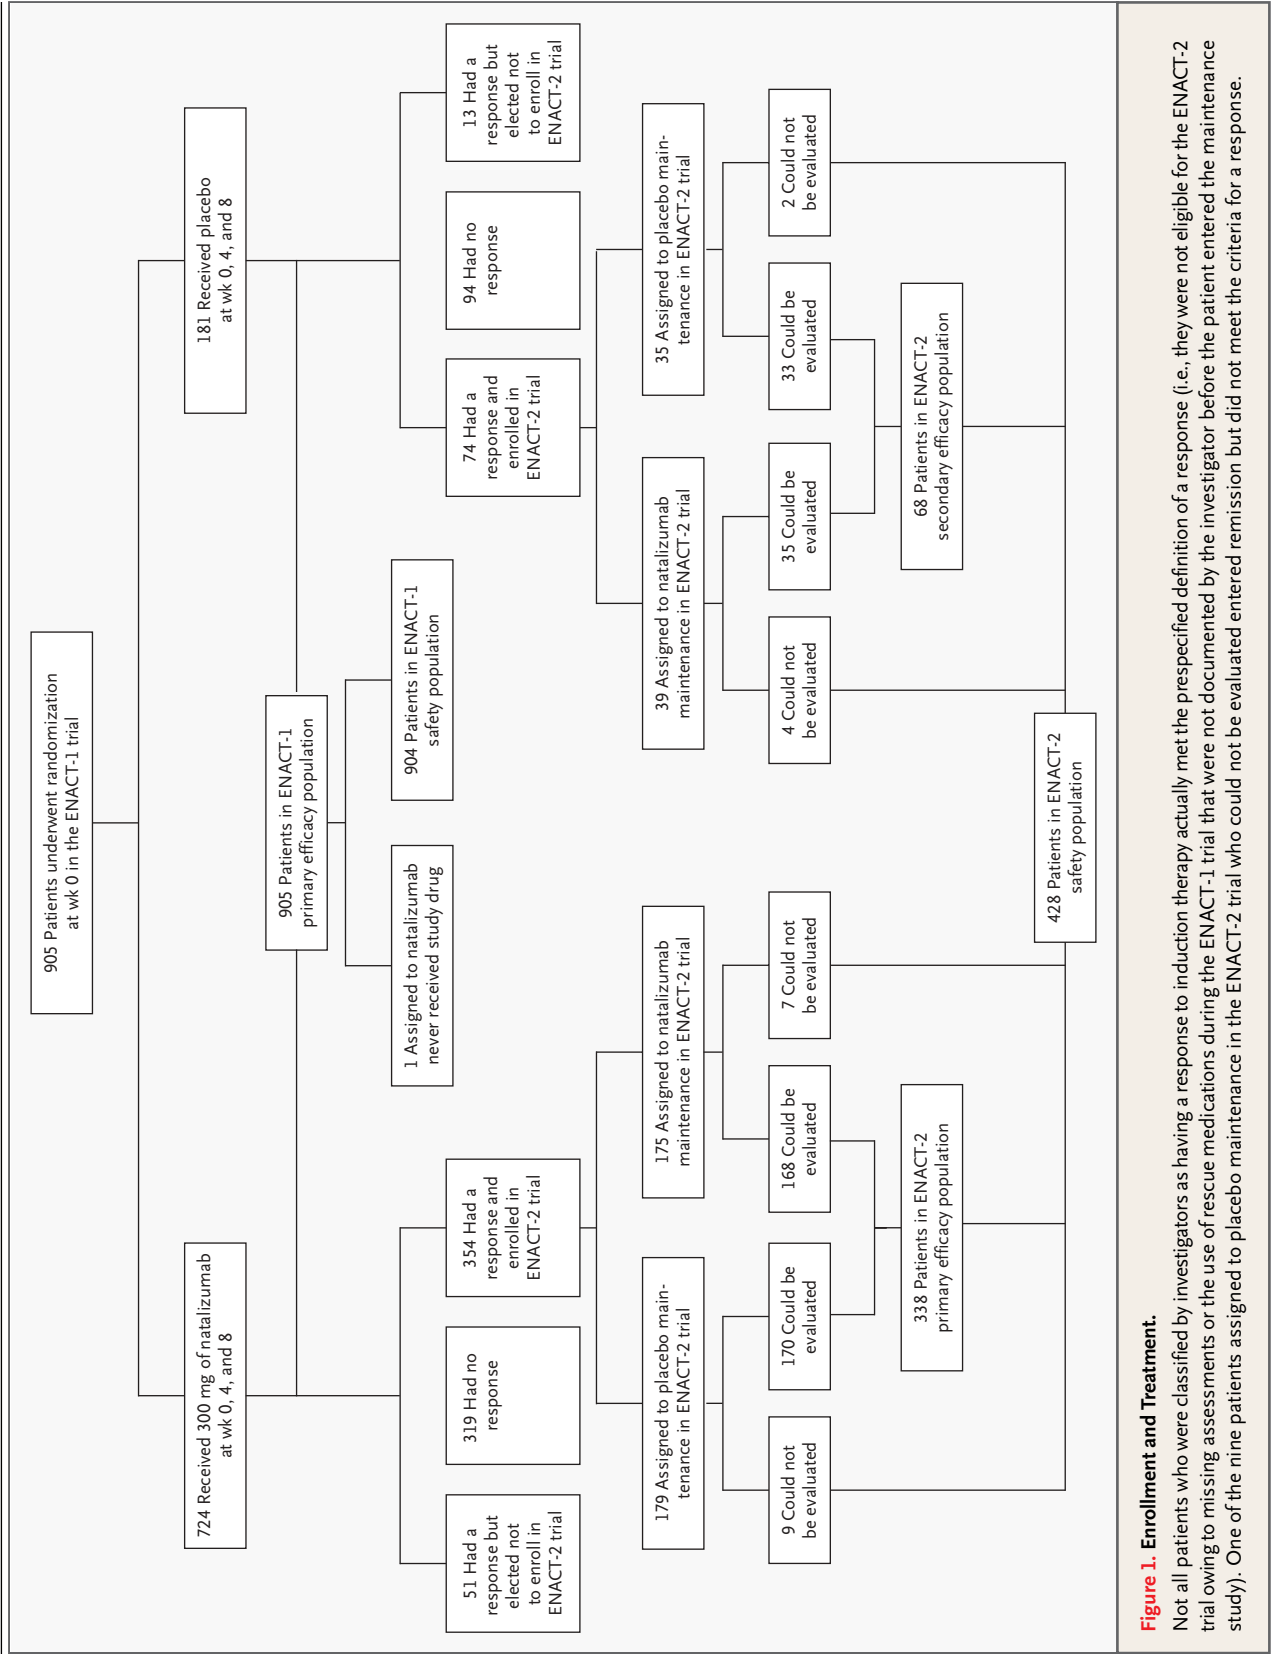 905 Patients underwent randomization
at wk 0 in the ENACT-1 trial
724 Received 300 mg of natalizumab
at wk 0, 4, and 8
181 Received placebo
at wk 0, 4, and 8
905 Patients in ENACT-1
primary efficacy population
1 Assigned to natalizumab
never received study drug
904 Patients in ENACT-1
safety population
51 Had a
response but
elected not
to enroll in
ENACT-2 trial
319 Had no
response
354 Had a
response and
enrolled in
ENACT-2 trial
74 Had a
response and
enrolled in
ENACT-2 trial
94 Had no
response
13 Had a
response but
elected not
to enroll in
ENACT-2 trial
179 Assigned to placebo main-
tenance in ENACT-2 trial
175 Assigned to natalizumab
maintenance in ENACT-2 trial
39 Assigned to natalizumab
maintenance in ENACT-2 trial
35 Assigned to placebo main-
tenance in ENACT-2 trial
9 Could not
be evaluated
170 Could be
evaluated
168 Could be
evaluated
7 Could not
be evaluated
4 Could not
be evaluated
35 Could be
evaluated
33 Could be
evaluated
2 Could not
be evaluated
338 Patients in ENACT-2
primary efficacy population
68 Patients in ENACT-2
secondary efficacy population
428 Patients in ENACT-2
safety population
Figure 1. Enrollment and Treatment.
Not all patients who were classified by investigators as having a response to induction therapy actually met the prespecified definition of a response (i.e., they were not eligible for the ENACT-2
trial owing to missing assessments or the use of rescue medications during the ENACT-1 trial that were not documented by the investigator before the patient entered the maintenance
study). One of the nine patients assigned to placebo maintenance in the ENACT-2 trial who could not be evaluated entered remission but did not meet the criteria for a response.